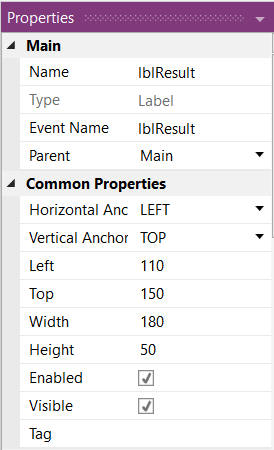 Properties
Main
Name lblResult
Type Label
Event Name lblResult
Parent Main
Common Properties
Horizontal Anc LEFT
Vertical Anchor TOP
Left 110
Top 150
Width 180
Height 50
Enabled
Visible
Tag